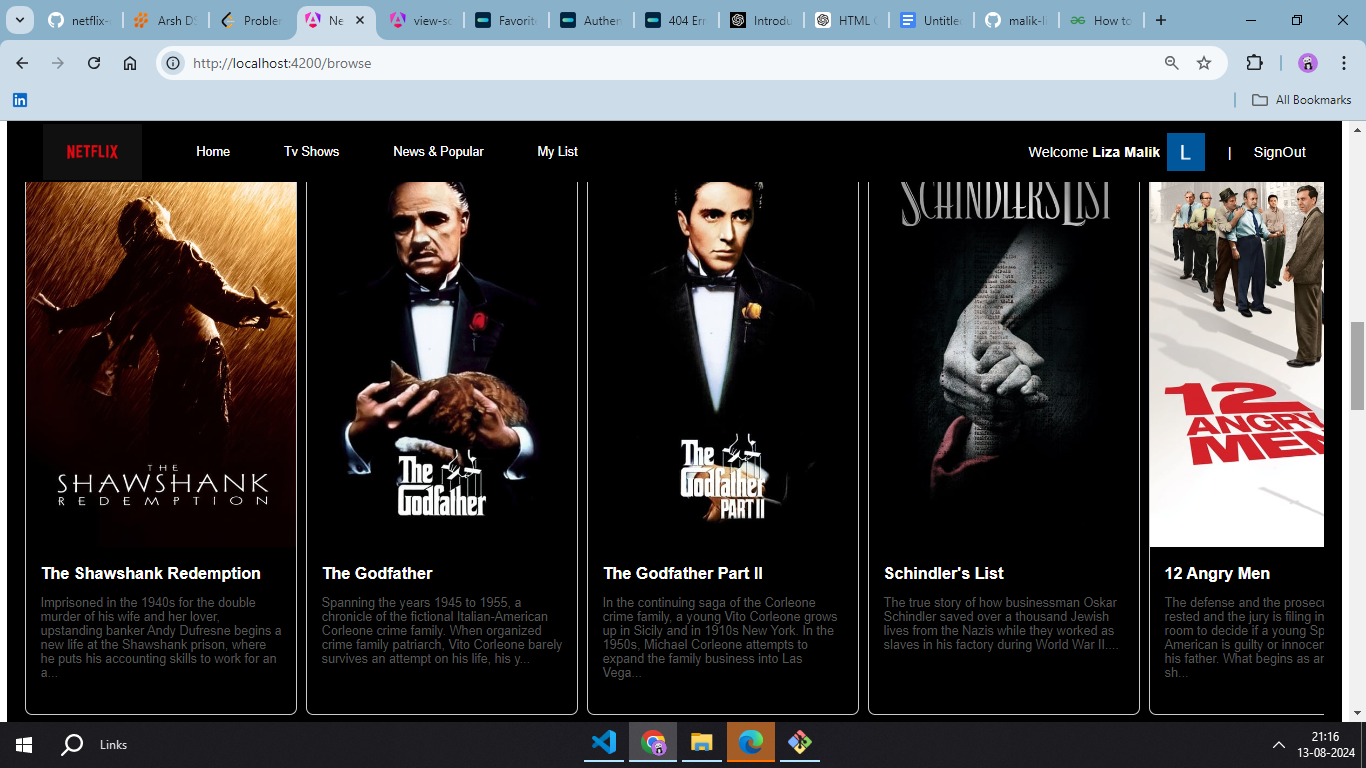 netflix-
Arsh DS
Problem
Ne
view-so
Favorite
Authen
404 Err
Introdu
HTML
Untitled
malik-li
How to
http://localhost:4200/browse
All Bookmarks
NETFLIX
Home
Tv Shows
News & Popular
My List
Welcome Liza Malik
L
|
SignOut
THE
SHAWSHANK
REDEMPTION
The
Godfather
The
Godfather
PART II
SCHINDLER'S LIST
12
ANGRY
MEN
The Shawshank Redemption
Imprisoned in the 1940s for the double
murder of his wife and her lover,
upstanding banker Andy Dufresne begins a
new life at the Shawshank prison, where
he puts his accounting skills to work for an
a...
The Godfather
Spanning the years 1945 to 1955, a
chronicle of the fictional Italian-American
Corleone crime family. When organized
crime family patriarch, Vito Corleone barely
survives an attempt on his life, his y...
The Godfather Part II
In the continuing saga of the Corleone
crime family, a young Vito Corleone grows
up in Sicily and in 1910s New York. In the
1950s, Michael Corleone attempts to
expand the family business into Las
Vega...
Schindler's List
The true story of how businessman Oskar
Schindler saved over a thousand Jewish
lives from the Nazis while they worked as
slaves in his factory during World War II....
12 Angry Men
The defense and the prosecu
rested and the jury is filing in
room to decide if a young Sp
American is guilty or innocen
his father. What begins as an
sh...
Links
21:16
13-08-2024